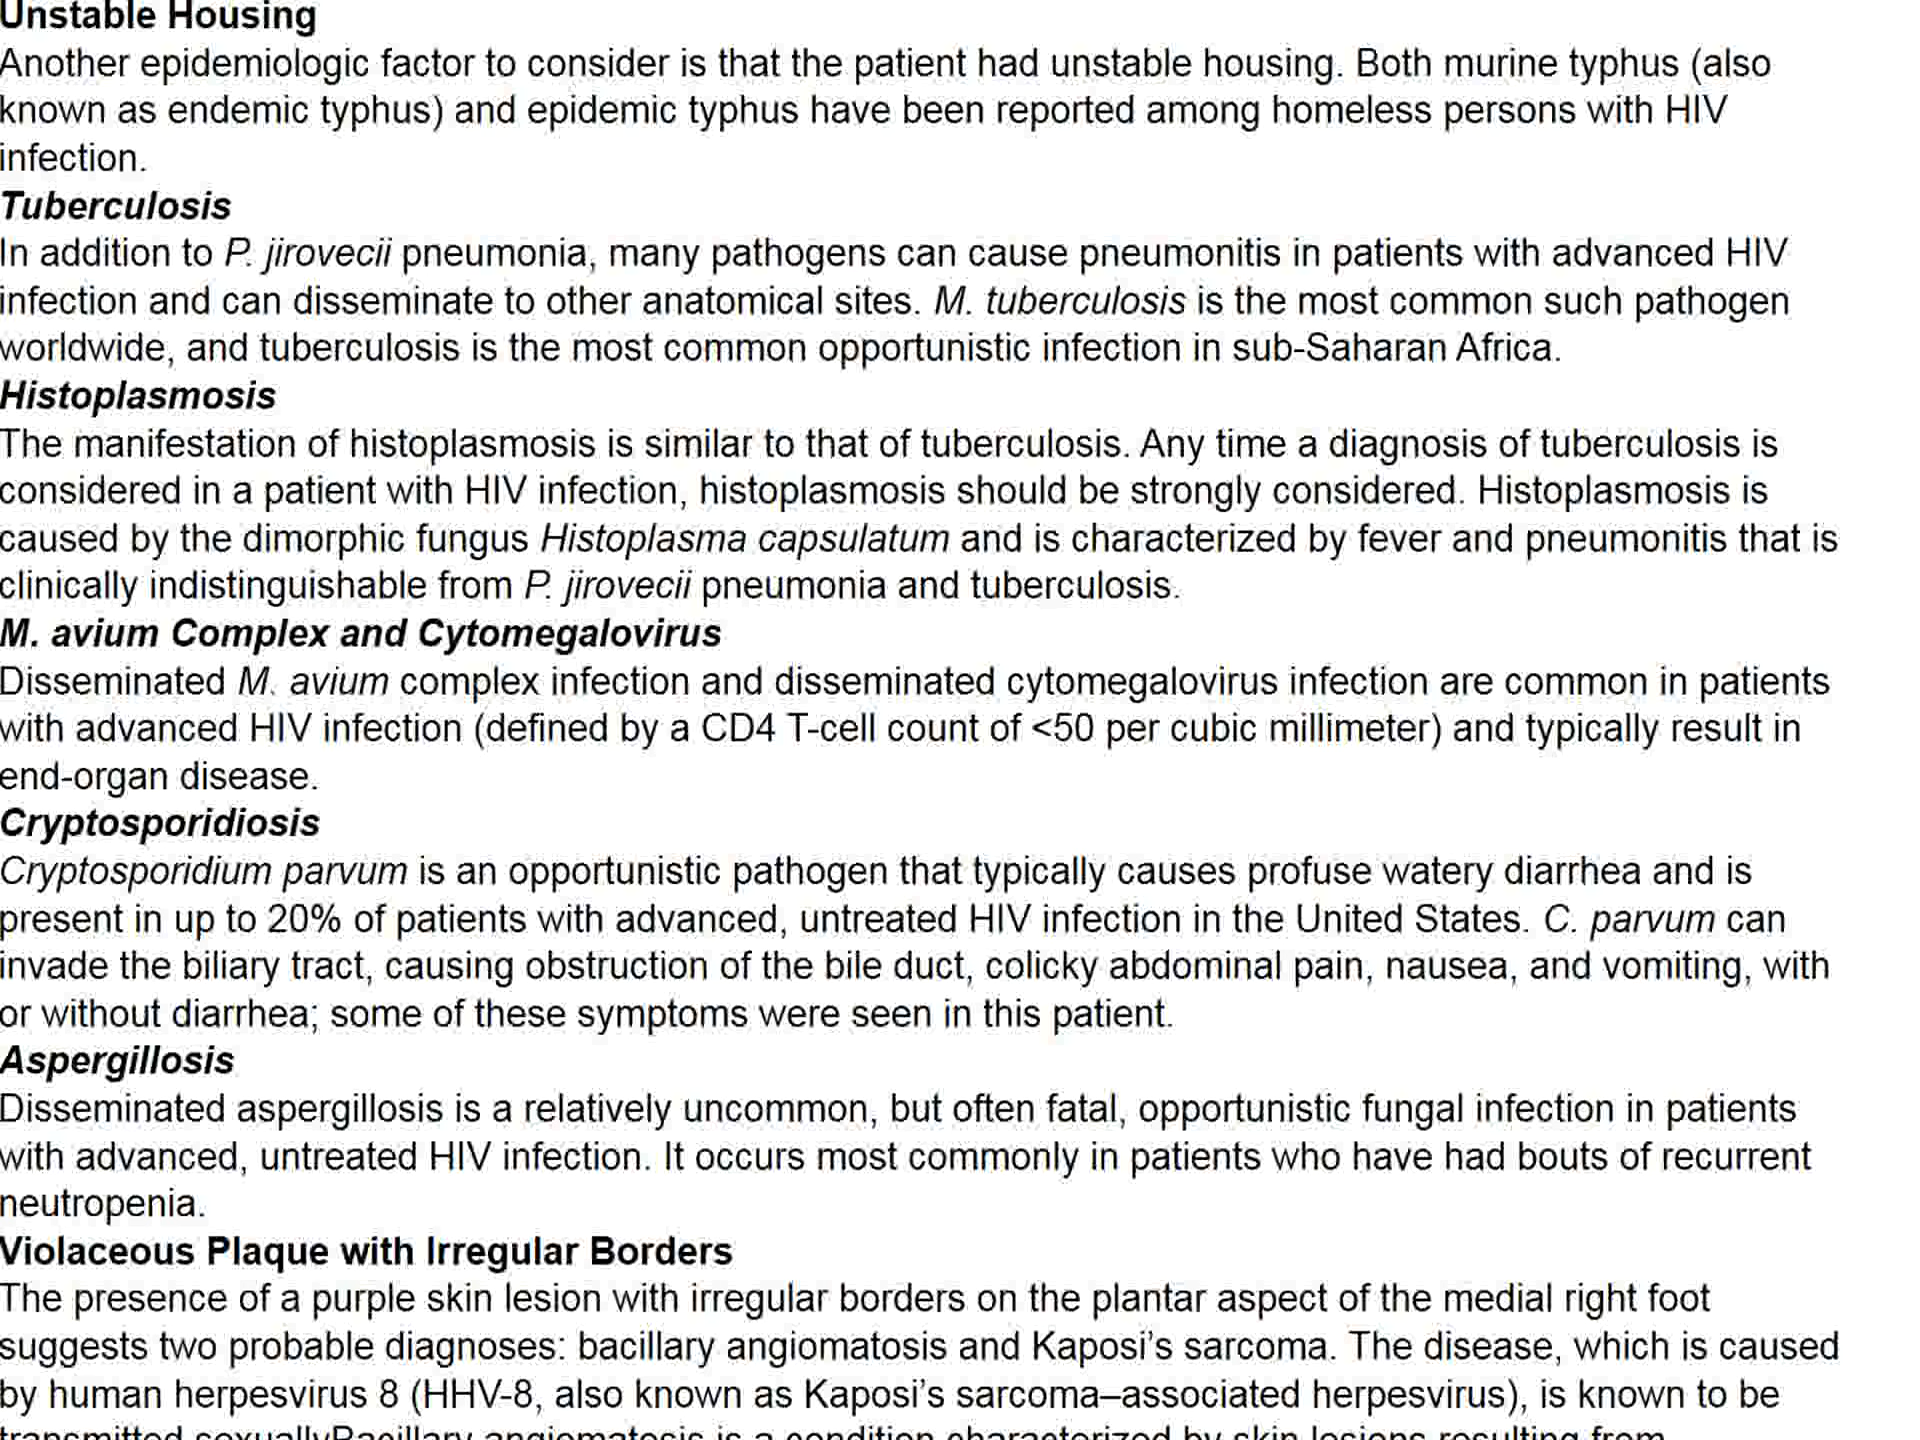 Unstable Housing
Another epidemiologic factor to consider is that the patient had unstable housing. Both murine typhus (also
known as endemic typhus) and epidemic typhus have been reported among homeless persons with HIV
infection.
Tuberculosis
In addition to P. jirovecii pneumonia, many pathogens can cause pneumonitis in patients with advanced HIV
infection and can disseminate to other anatomical sites. M. tuberculosis is the most common such pathogen
worldwide, and tuberculosis is the most common opportunistic infection in sub-Saharan Africa.
Histoplasmosis
The manifestation of histoplasmosis is similar to that of tuberculosis. Any time a diagnosis of tuberculosis is
considered in a patient with HIV infection, histoplasmosis should be strongly considered. Histoplasmosis is
caused by the dimorphic fungus Histoplasma capsulatum and is characterized by fever and pneumonitis that is
clinically indistinguishable from P. jirovecii pneumonia and tuberculosis.
M. avium Complex and Cytomegalovirus
Disseminated M. avium complex infection and disseminated cytomegalovirus infection are common in patients
with advanced HIV infection (defined by a CD4 T-cell count of <50 per cubic millimeter) and typically result in
end-organ disease.
Cryptosporidiosis
Cryptosporidium parvum is an opportunistic pathogen that typically causes profuse watery diarrhea and is
present in up to 20% of patients with advanced, untreated HIV infection in the United States. C. parvum can
invade the biliary tract, causing obstruction of the bile duct, colicky abdominal pain, nausea, and vomiting, with
or without diarrhea; some of these symptoms were seen in this patient.
Aspergillosis
Disseminated aspergillosis is a relatively uncommon, but often fatal, opportunistic fungal infection in patients
with advanced, untreated HIV infection. It occurs most commonly in patients who have had bouts of recurrent
neutropenia.
Violaceous Plaque with Irregular Borders
The presence of a purple skin lesion with irregular borders on the plantar aspect of the medial right foot
suggests two probable diagnoses: bacillary angiomatosis and Kaposi’s sarcoma. The disease, which is caused
by human herpesvirus 8 (HHV-8, also known as Kaposi’s sarcoma–associated herpesvirus), is known to be
transmitted sexuallyBacillary angiomatosis is a condition characterized by skin lesions resulting from